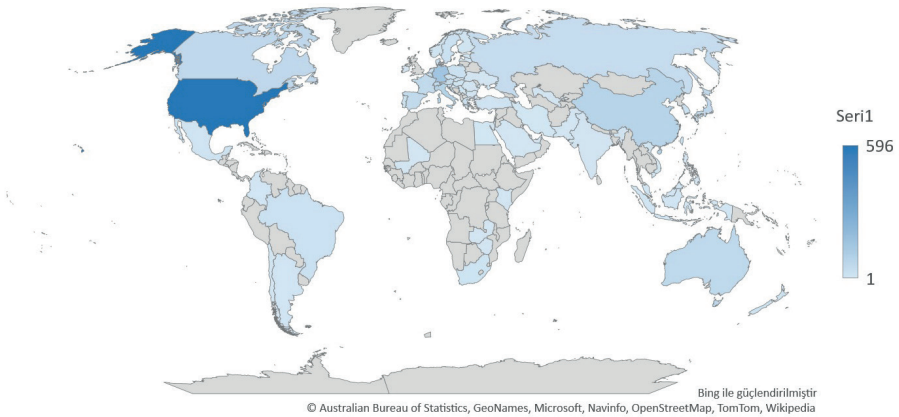 Seri1
596
1
Bing ile güçlendirilmiştir
© Australian Bureau of Statistics, GeoNames, Microsoft, Navinfo, OpenStreetMap, TomTom, Wikipedia